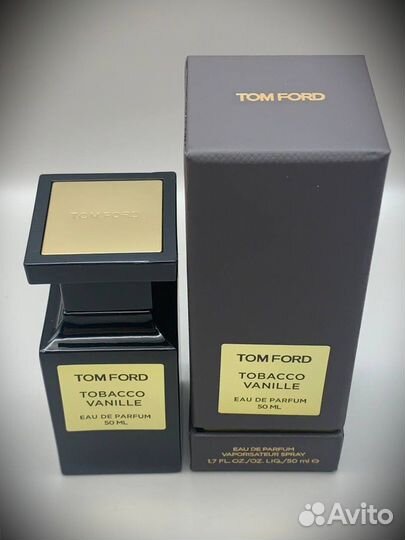 TOM FORD
TOM FORD
TOM FORD
TOBACCO
VANILLE
EAU DE PARFUM
50 ML
TOM FORD
TOBACCO
VANILLE
EAU DE PARFUM
50 ML
EAU DE PARFUM
VAPORISATEUR SPRAY
1.7 FL. OZ./OZ. LIQ./50 ml ℮
Avito